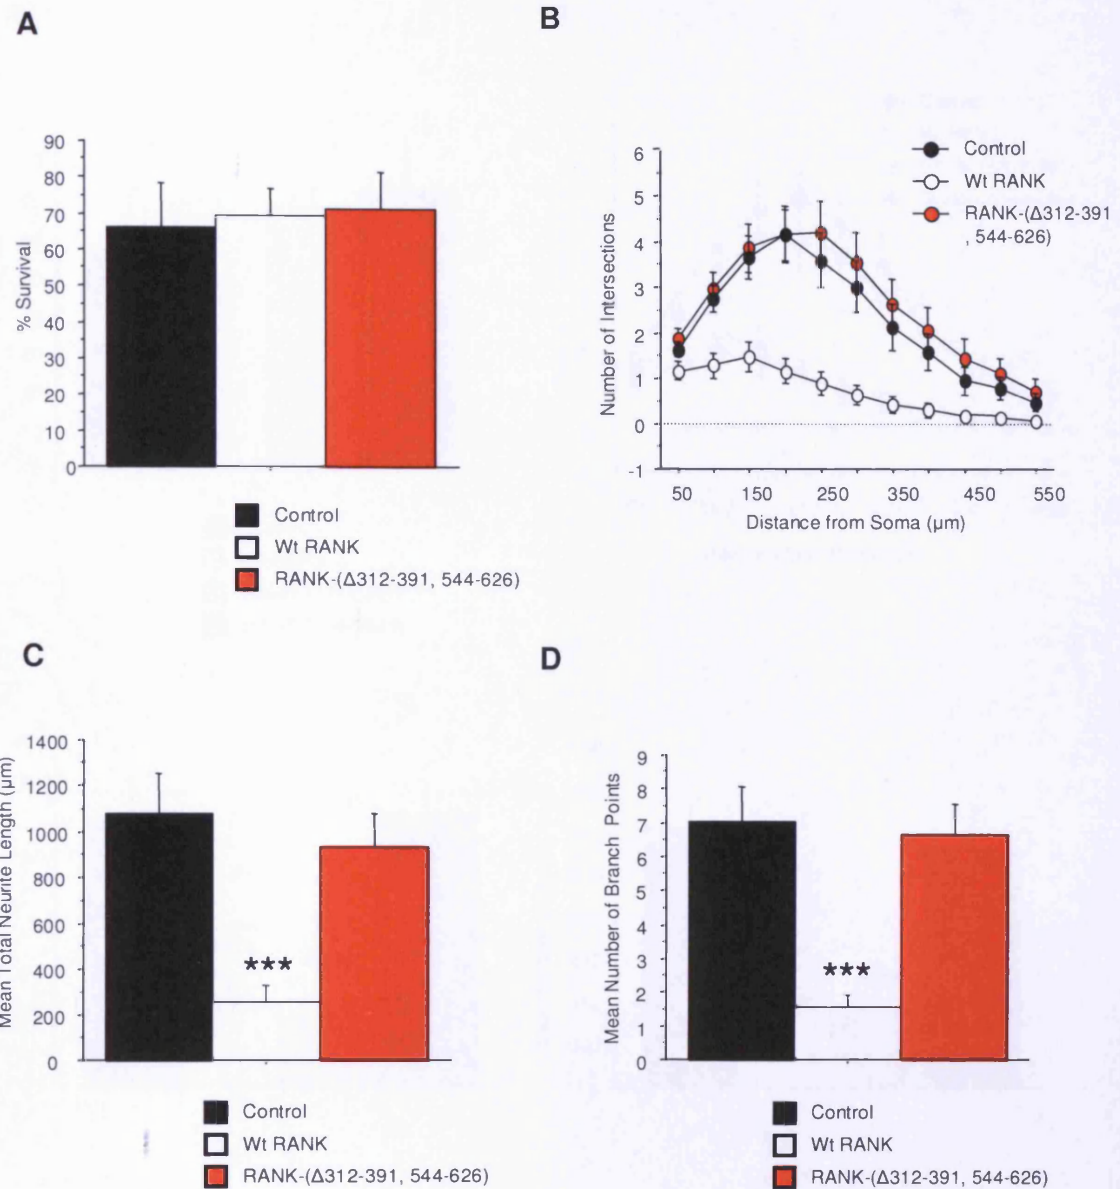 A
% Survival
90
80
70
60
50
40
30
20
10
0
Control
Wt RANK
RANK-(Δ312-391, 544-626)
B
Number of Intersections
6
5
4
3
2
1
0
-1
50 150 250 350 450 550
Distance from Soma (µm)
Control
Wt RANK
RANK-(Δ312-391
, 544-626)
C
Mean Total Neurite Length (µm)
1400
1200
1000
800
600
400
200
0
***
Control
Wt RANK
RANK-(Δ312-391, 544-626)
D
Mean Number of Branch Points
9
8
7
6
5
4
3
2
1
0
***
Control
Wt RANK
RANK-(Δ312-391, 544-626)